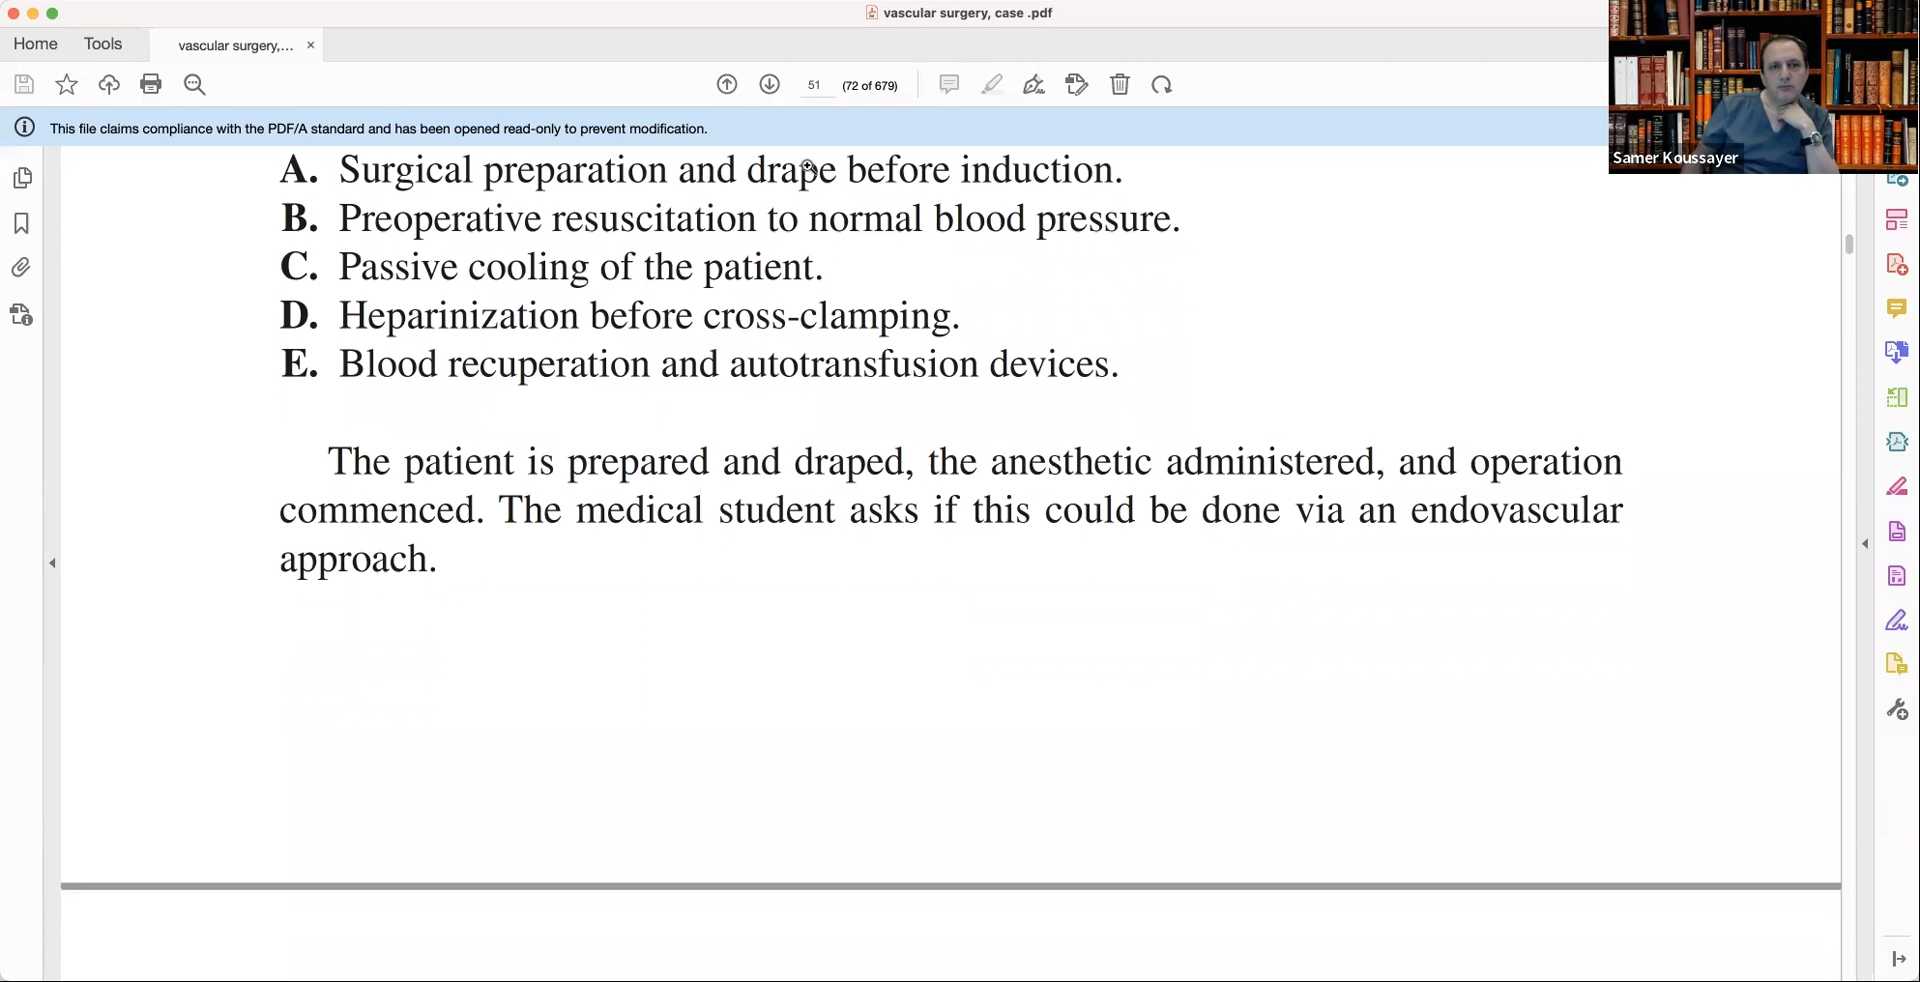 vascular surgery, case .pdf
Home
Tools
vascular surgery,... ×
51
(72 of 679)
This file claims compliance with the PDF/A standard and has been opened read-only to prevent modification.
Samer Koussayer
A. Surgical preparation and drape before induction.
B. Preoperative resuscitation to normal blood pressure.
C. Passive cooling of the patient.
D. Heparinization before cross-clamping.
E. Blood recuperation and autotransfusion devices.
The patient is prepared and draped, the anesthetic administered, and operation
commenced. The medical student asks if this could be done via an endovascular
approach.